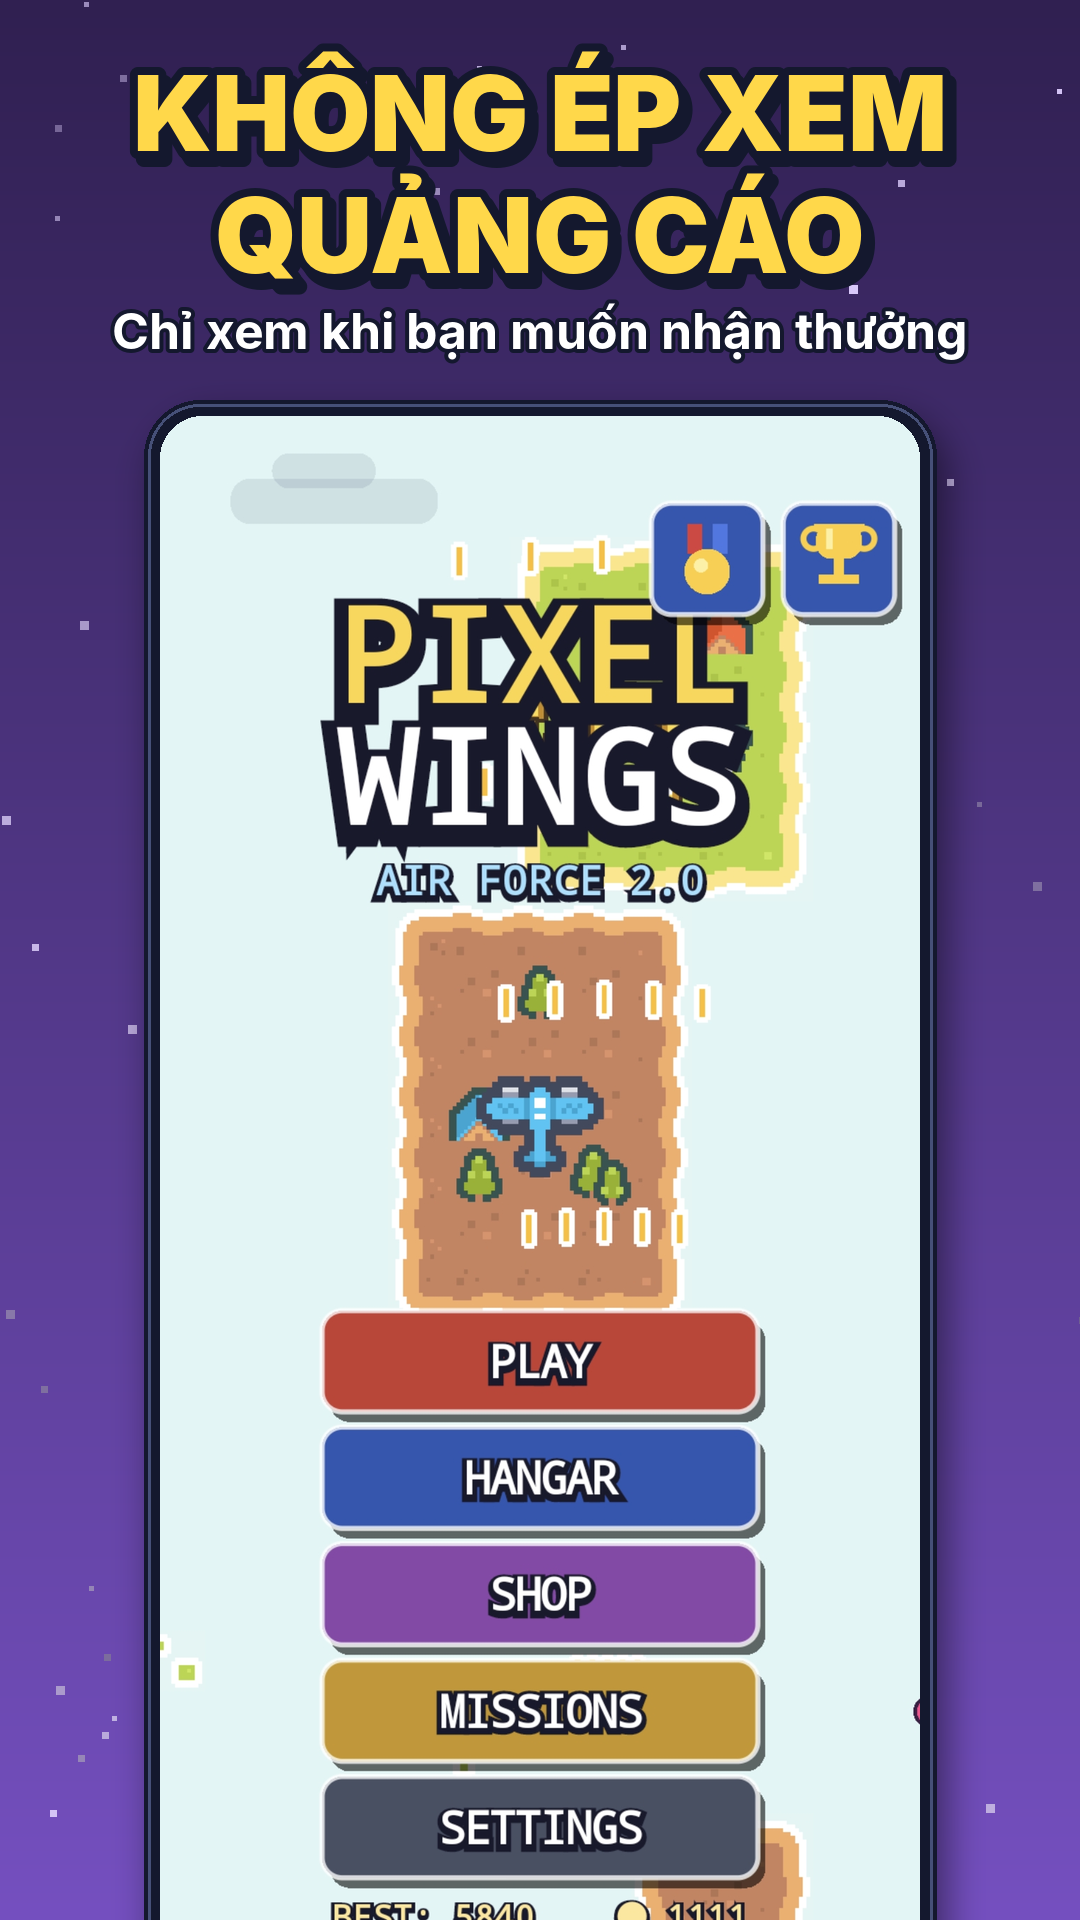 KHÔNG ÉP XEM
QUẢNG CÁO
Chỉ xem khi bạn muốn nhận thưởng
PIXEL
WINGS
AIR FORCE 2.0
PLAY
HANGAR
SHOP
MISSIONS
SETTINGS
BEST: 5840 1111